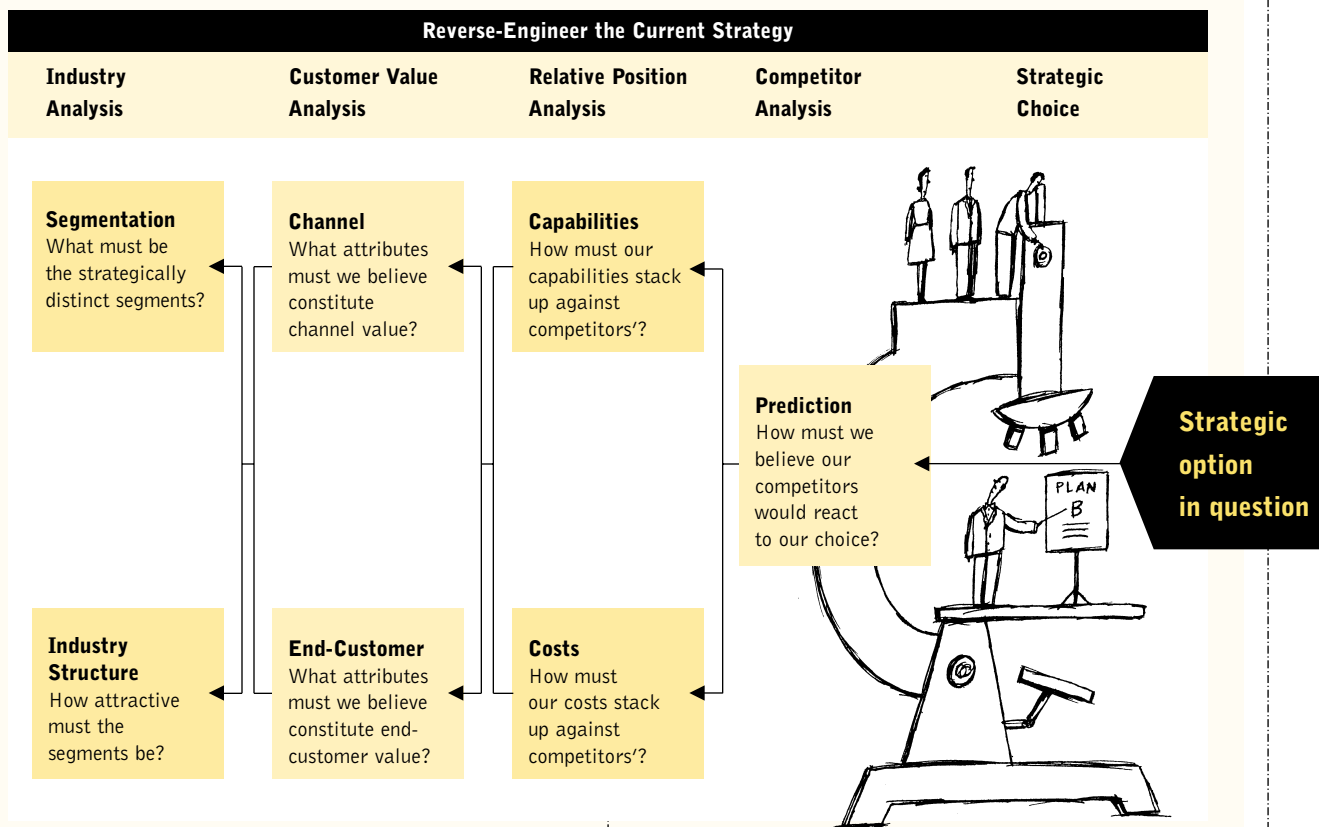 Reverse-Engineer the Current Strategy
Industry
Analysis
Customer Value
Analysis
Relative Position
Analysis
Competitor
Analysis
Strategic
Choice
Segmentation
What must be
the strategically
distinct segments?
Channel
What attributes
must we believe
constitute
channel value?
Capabilities
How must our
capabilities stack
up against
competitors’?
Prediction
How must we
believe our
competitors
would react
to our choice?
Strategic
option
in question
PLAN
B
Industry
Structure
How attractive
must the
segments be?
End-Customer
What attributes
must we believe
constitute end-
customer value?
Costs
How must
our costs stack
up against
competitors’?